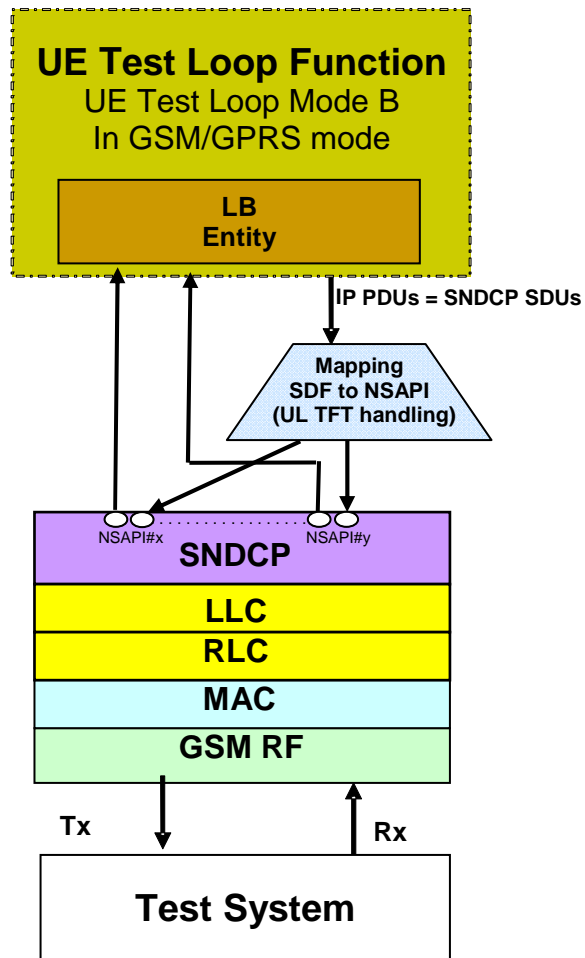 UE Test Loop Function
UE Test Loop Mode B
In GSM/GPRS mode
LB
Entity
IP PDUs = SNDCP SDUs
Mapping
SDF to NSAPI
(UL TFT handling)
NSAPI#x
NSAPI#y
SNDCP
LLC
RLC
MAC
GSM RF
Tx
Rx
Test System